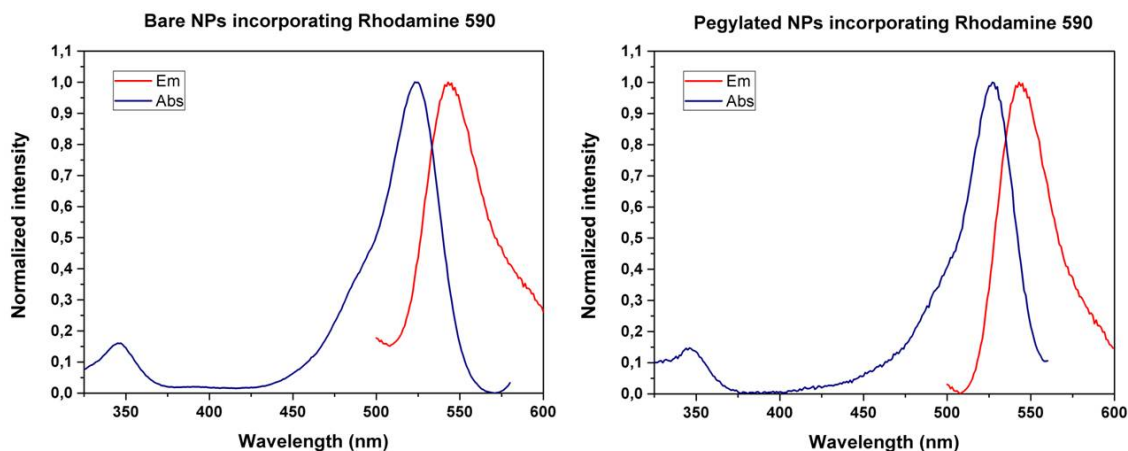 Bare NPs incorporating Rhodamine 590
1,1
1,0
0,9
0,8
0,7
0,6
0,5
0,4
0,3
0,2
0,1
0,0
Normalized intensity
Em
Abs
350 400 450 500 550 600
Wavelength (nm)
Pegylated NPs incorporating Rhodamine 590
1,1
1,0
0,9
0,8
0,7
0,6
0,5
0,4
0,3
0,2
0,1
0,0
Normalized intensity
Em
Abs
350 400 450 500 550 600
Wavelength (nm)